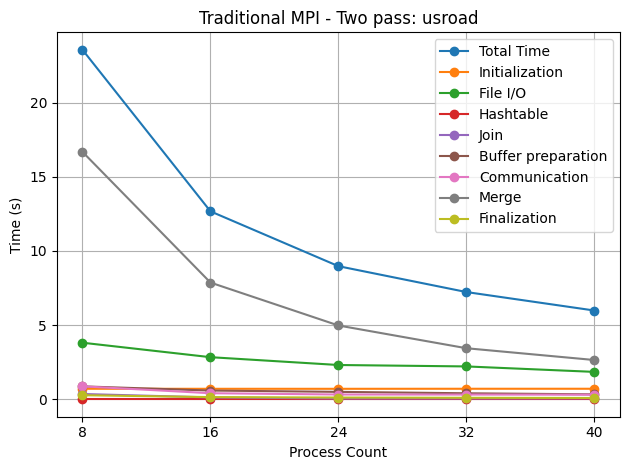 Traditional MPI - Two pass: usroad
Total Time
Initialization
File I/O
Hashtable
Join
Buffer preparation
Communication
Merge
Finalization
Time (s)
20
15
10
5
0
8 16 24 32 40
Process Count